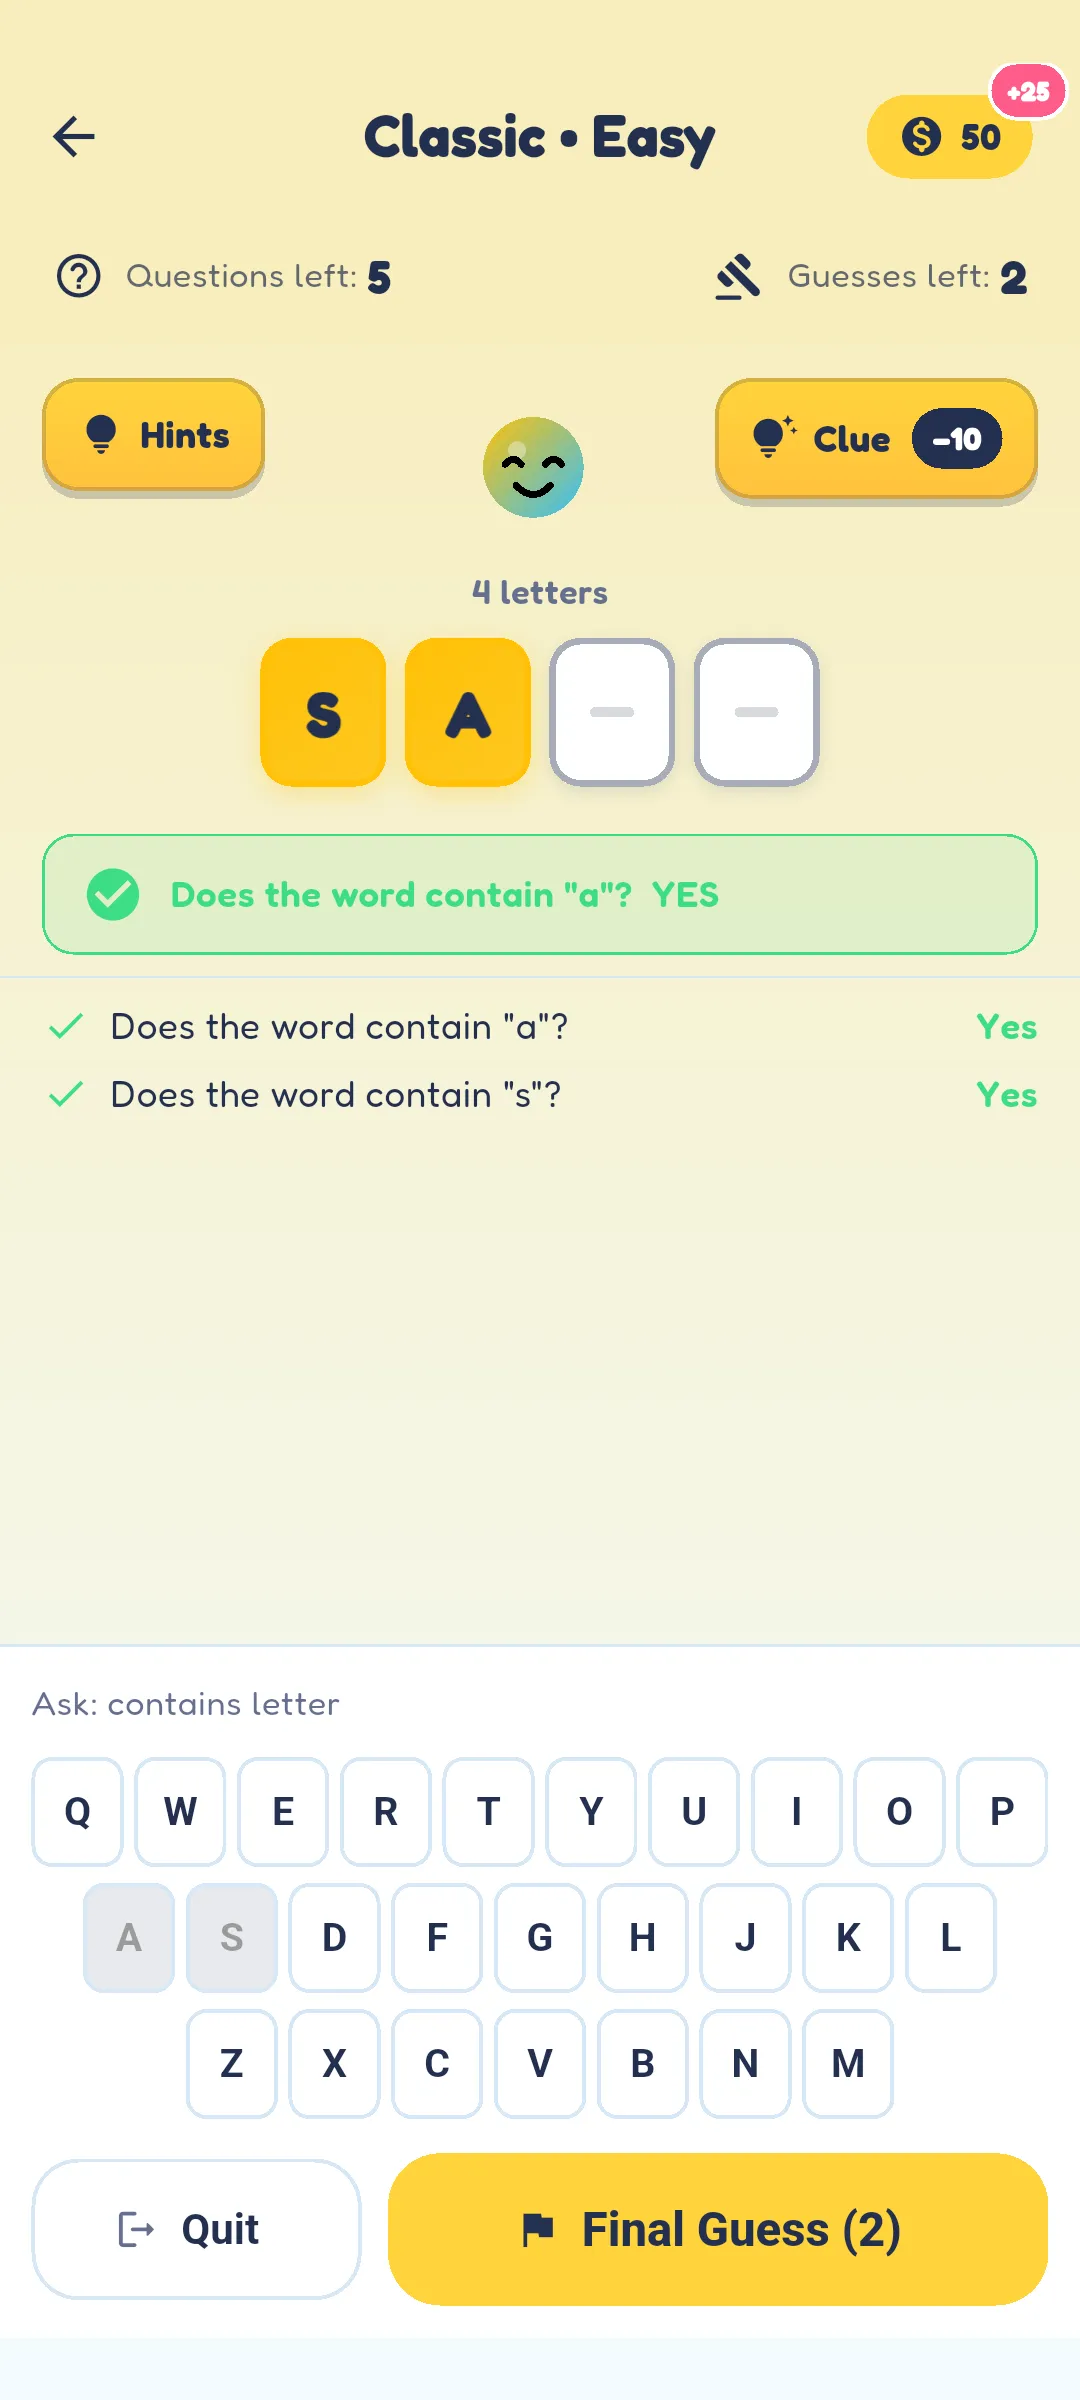 +25
Classic • Easy
50
Questions left: 5
Guesses left: 2
Hints
Clue -10
4 letters
S A
Does the word contain "a"? YES
Does the word contain "a"? Yes
Does the word contain "s"? Yes
Ask: contains letter
Q W E R T Y U I O P
A S D F G H J K L
Z X C V B N M
Quit
Final Guess (2)